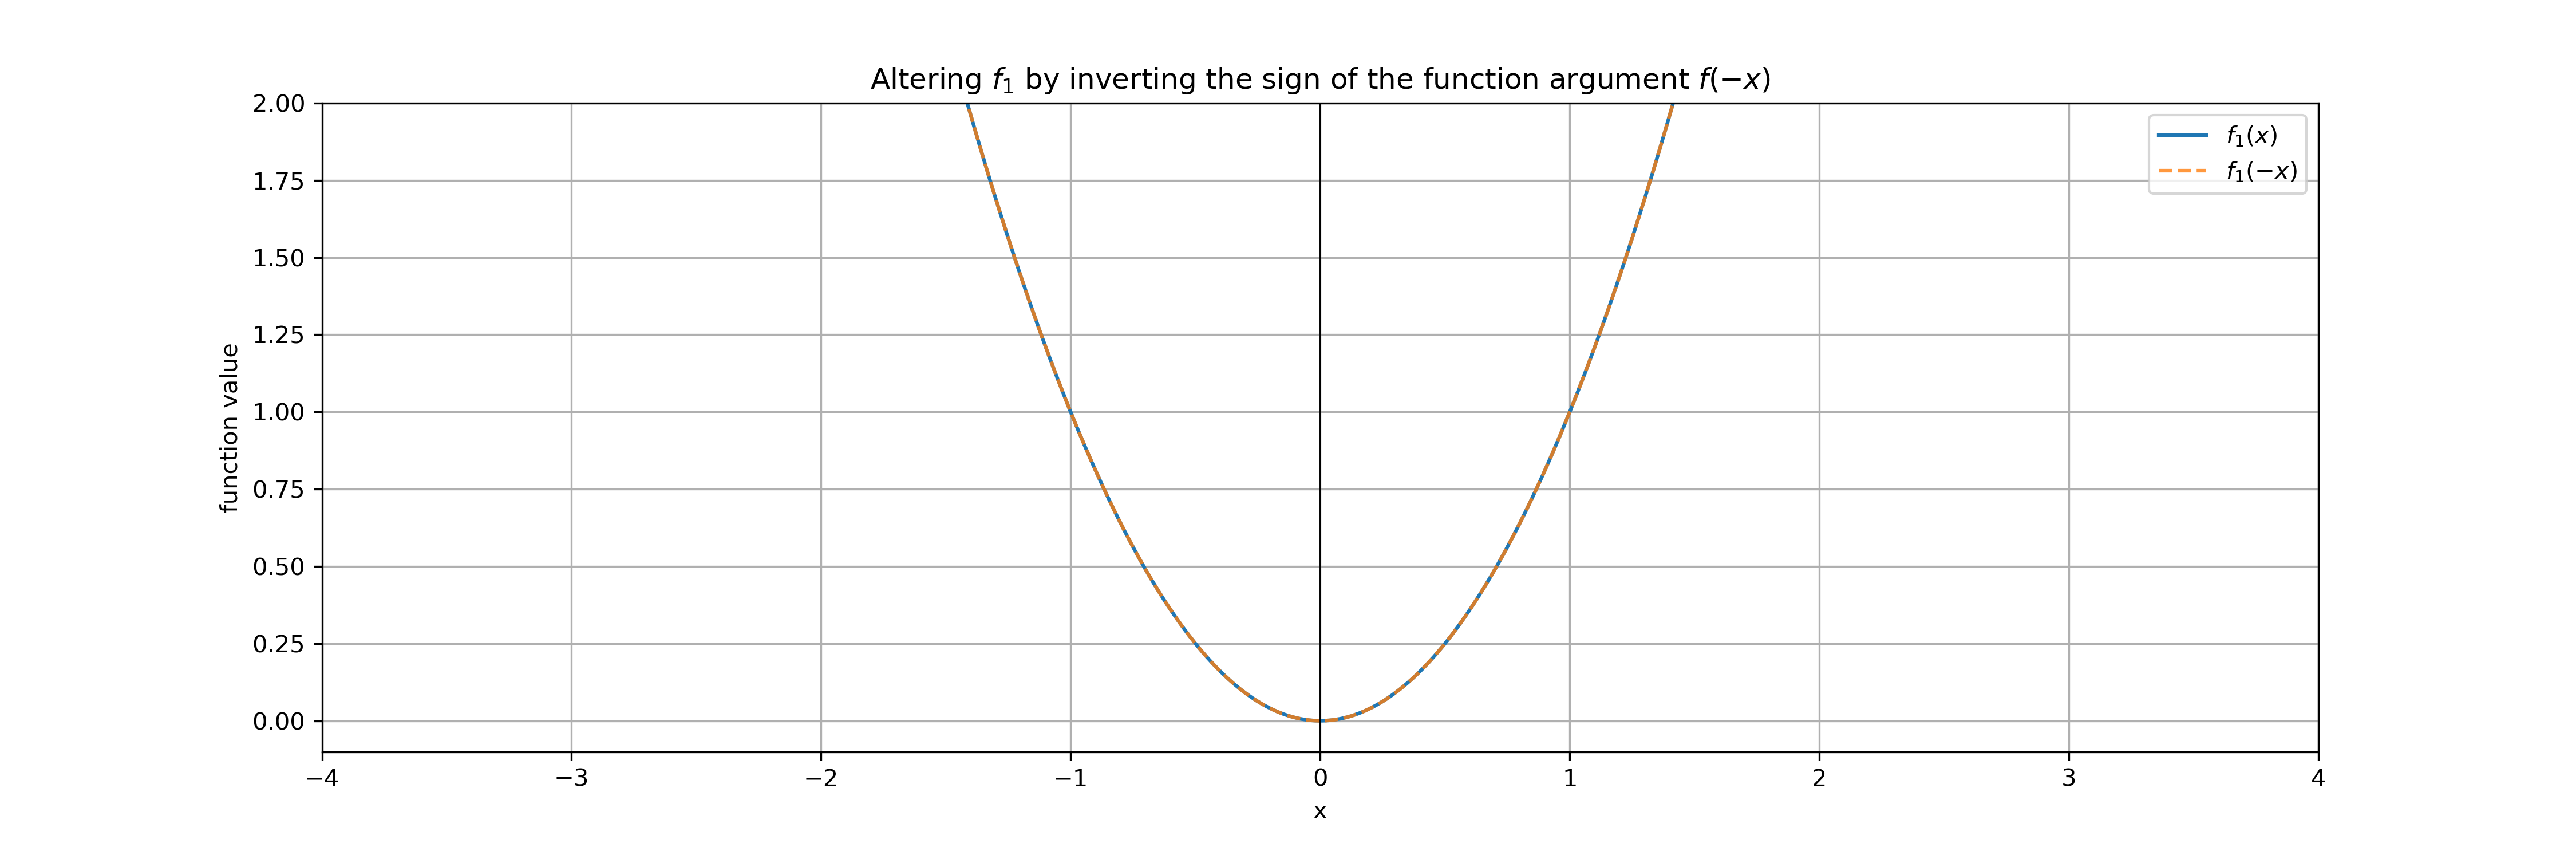 Altering f₁ by inverting the sign of the function argument f(−x)
f₁(x)
f₁(−x)
2.00
1.75
1.50
1.25
1.00
0.75
0.50
0.25
0.00
function value
−4 −3 −2 −1 0 1 2 3 4
x